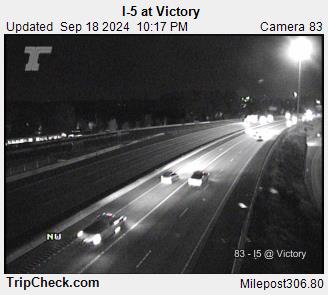 I-5 at Victory
Updated Sep 18 2024 10:17 PM Camera 83
NW
83 - I5 @ Victory
TripCheck.com Milepost306.80